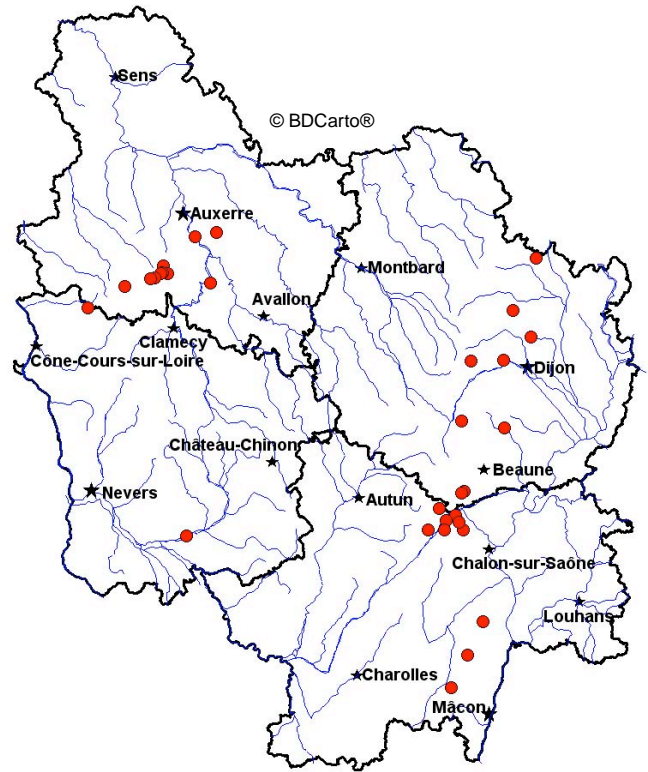 Sens
© BDCarto®
Auxerre
Montbard
Avallon
Clamecy
Cône-Cours-sur-Loire
Dijon
Château-Chinon
Beaune
Nevers
Autun
Chalon-sur-Saône
Louhans
Charolles
Mâcon